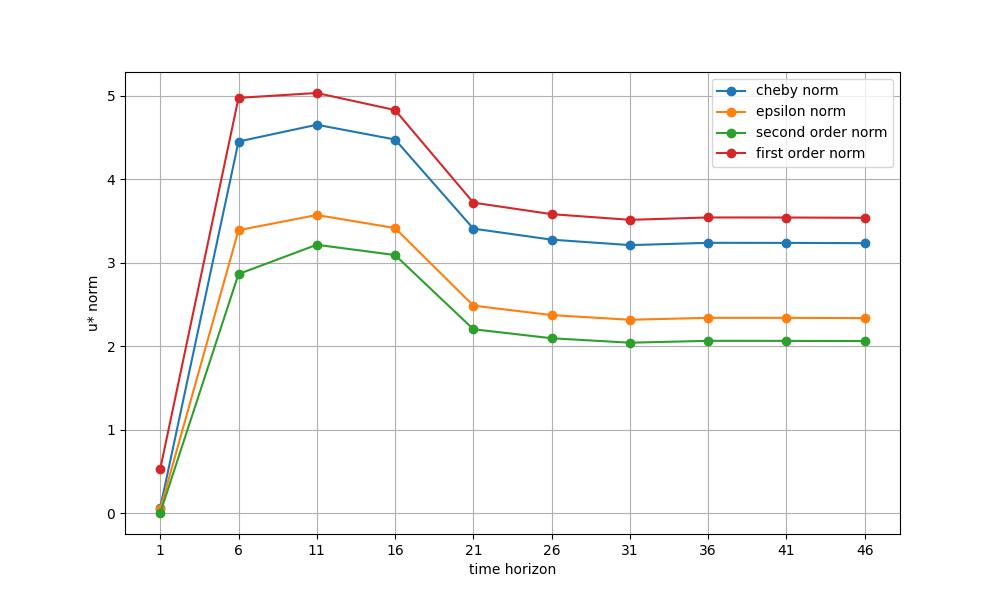 cheby norm
epsilon norm
second order norm
first order norm
5
4
3
2
1
0
u* norm
1 6 11 16 21 26 31 36 41 46
time horizon